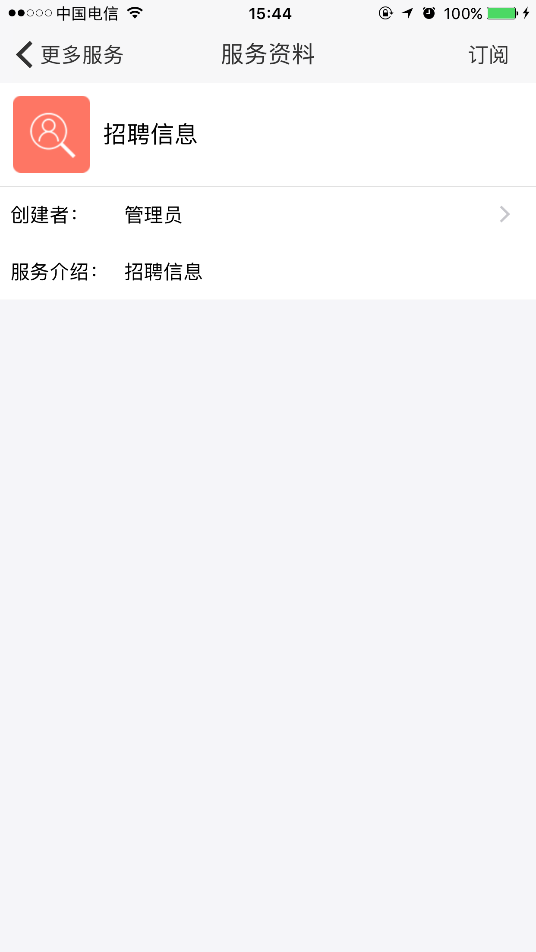 中国电信 15:44 100%
更多服务 服务资料 订阅
招聘信息
创建者： 管理员
服务介绍： 招聘信息